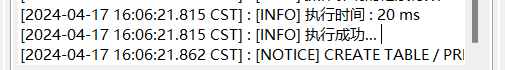 [2024-04-17 16:06:21.815 CST] : [INFO] 执行时间 : 20 ms
[2024-04-17 16:06:21.815 CST] : [INFO] 执行成功...
[2024-04-17 16:06:21.862 CST] : [NOTICE] CREATE TABLE / PRI